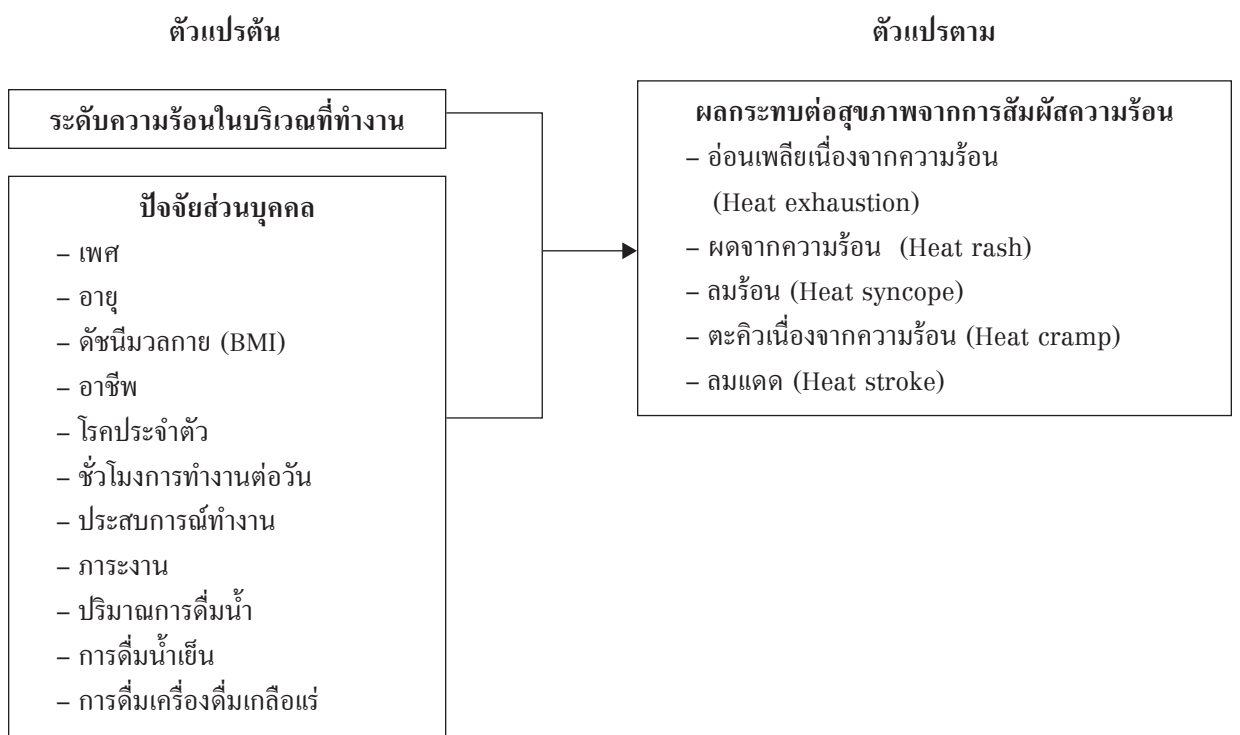 ตัวแปรต้น
ระดับความร้อนในบริเวณที่ทำงาน
ปัจจัยส่วนบุคคล
– เพศ
– อายุ
– ดัชนีมวลกาย (BMI)
– อาชีพ
– โรคประจำตัว
– ชั่วโมงการทำงานต่อวัน
– ประสบการณ์ทำงาน
– ภาระงาน
– ปริมาณการดื่มน้ำ
– การดื่มน้ำเย็น
– การดื่มเครื่องดื่มเกลือแร่
ตัวแปรตาม
ผลกระทบต่อสุขภาพจากการสัมผัสความร้อน
– อ่อนเพลียเนื่องจากความร้อน
(Heat exhaustion)
– ผดจากความร้อน (Heat rash)
– ลมร้อน (Heat syncope)
– ตะคิวเนื่องจากความร้อน (Heat cramp)
– ลมแดด (Heat stroke)